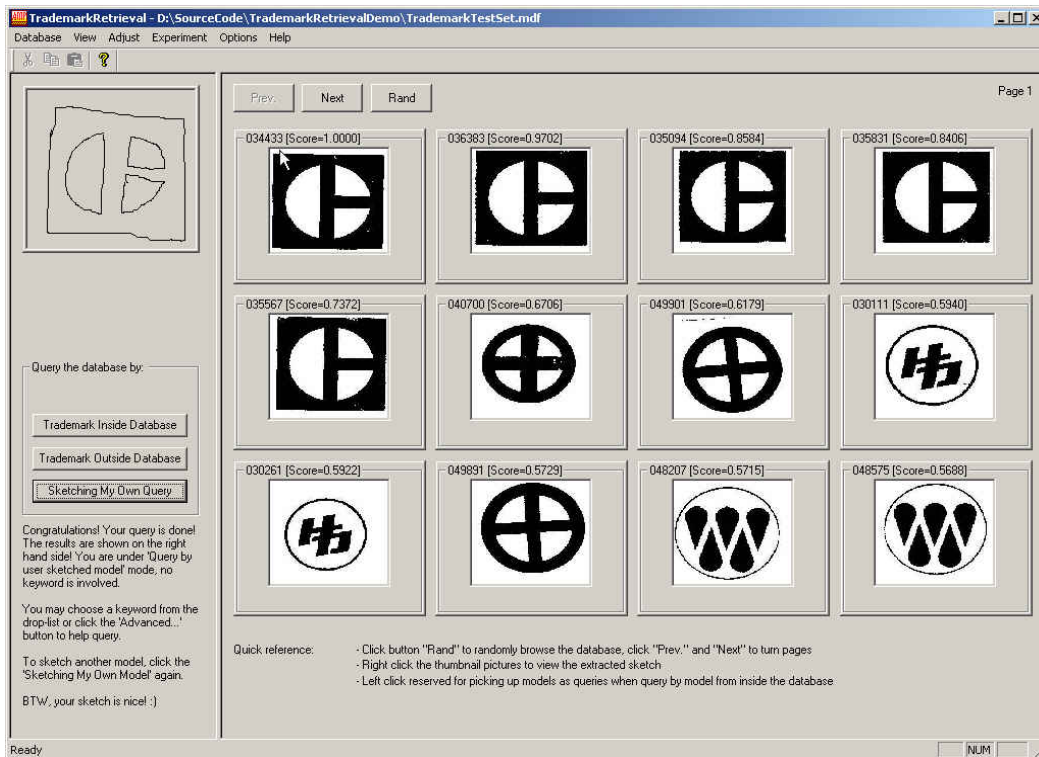 TrademarkRetrieval - D:\SourceCode\TrademarkRetrievalDemo\TrademarkTestSet.mdf
Database View Adjust Experiment Options Help
Prev. Next Rand
Page 1
034433 [Score=1.0000]
036383 [Score=0.9702]
035094 [Score=0.8584]
035831 [Score=0.8406]
035567 [Score=0.7372]
040700 [Score=0.6706]
049901 [Score=0.6179]
030111 [Score=0.5940]
030261 [Score=0.5922]
049891 [Score=0.5729]
048207 [Score=0.5715]
048575 [Score=0.5688]
Query the database by:
Trademark Inside Database
Trademark Outside Database
Sketching My Own Query
Congratulations! Your query is done!
The results are shown on the right
hand side! You are under 'Query by
user sketched model' mode, no
keyword is involved.
You may choose a keyword from the
drop-list or click the 'Advanced...'
button to help query.
To sketch another model, click the
'Sketching My Own Model' again.
BTW, your sketch is nice! :)
Quick reference: - Click button "Rand" to randomly browse the database, click "Prev." and "Next" to turn pages
- Right click the thumbnail pictures to view the extracted sketch
- Left click reserved for picking up models as queries when query by model from inside the database
Ready
NUM